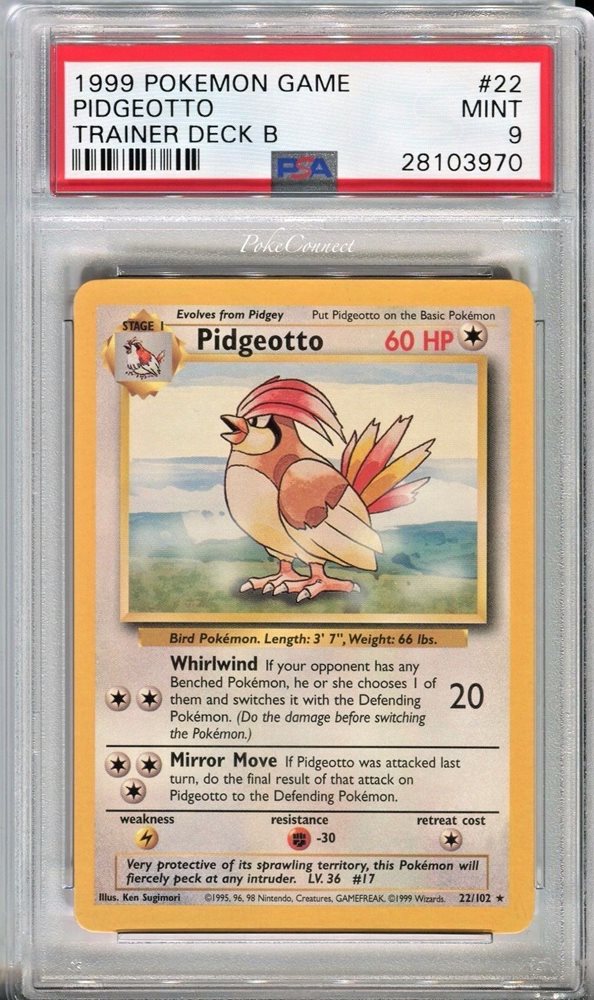 1999 POKEMON GAME #22
PIDGEOTTO MINT
TRAINER DECK B 9
PSA 28103970
PokeConnect
Evolves from Pidgey Put Pidgeotto on the Basic Pokémon
STAGE 1 Pidgeotto 60 HP
Bird Pokémon. Length: 3' 7", Weight: 66 lbs.
Whirlwind If your opponent has any
Benched Pokémon, he or she chooses 1 of
them and switches it with the Defending 20
Pokémon. (Do the damage before switching
the Pokémon.)
Mirror Move If Pidgeotto was attacked last
turn, do the final result of that attack on
Pidgeotto to the Defending Pokémon.
weakness resistance retreat cost
-30
Very protective of its sprawling territory, this Pokémon will
fiercely peck at any intruder. LV. 36 #17
Illus. Ken Sugimori ©1995, 96, 98 Nintendo, Creatures, GAMEFREAK. ©1999 Wizards. 22/102 ★